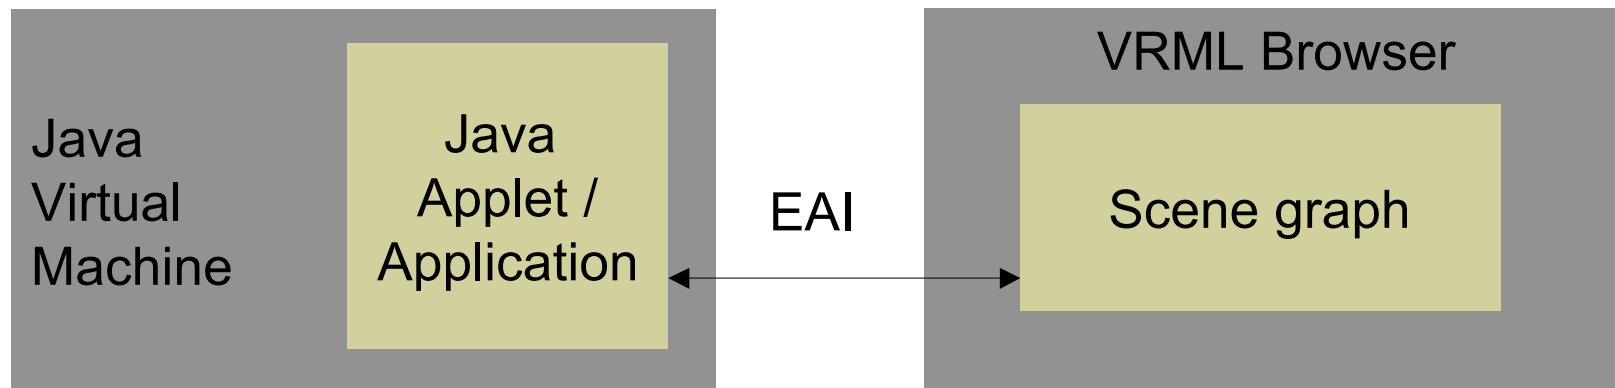 Java
Virtual
Machine
Java
Applet /
Application
EAI
VRML Browser
Scene graph